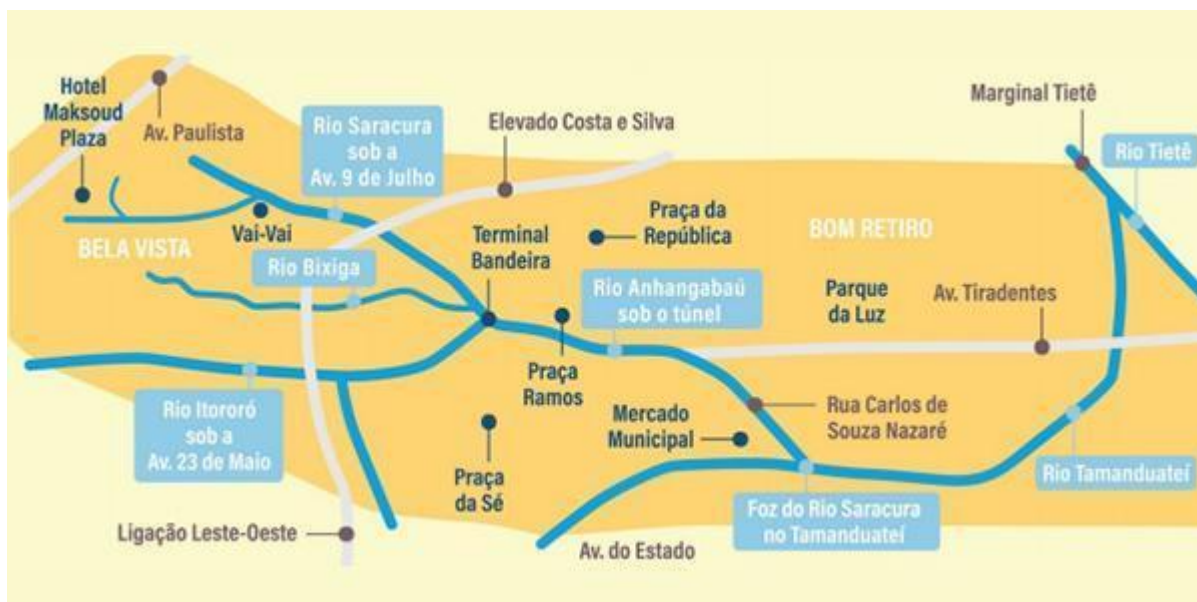 Hotel
Maksoud
Plaza
Av. Paulista
Rio Saracura
sob a
Av. 9 de Julho
Elevado Costa e Silva
Marginal Tietê
Rio Tietê
BELA VISTA
Vai-Vai
Rio Bixiga
Terminal
Bandeira
Praça da
República
BOM RETIRO
Rio Anhangabaú
sob o túnel
Parque
da Luz
Av. Tiradentes
Rio Itororó
sob a
Av. 23 de Maio
Praça
Ramos
Mercado
Municipal
Rua Carlos de
Souza Nazaré
Praça
da Sé
Rio Tamanduateí
Ligação Leste-Oeste
Av. do Estado
Foz do Rio Saracura
no Tamanduateí